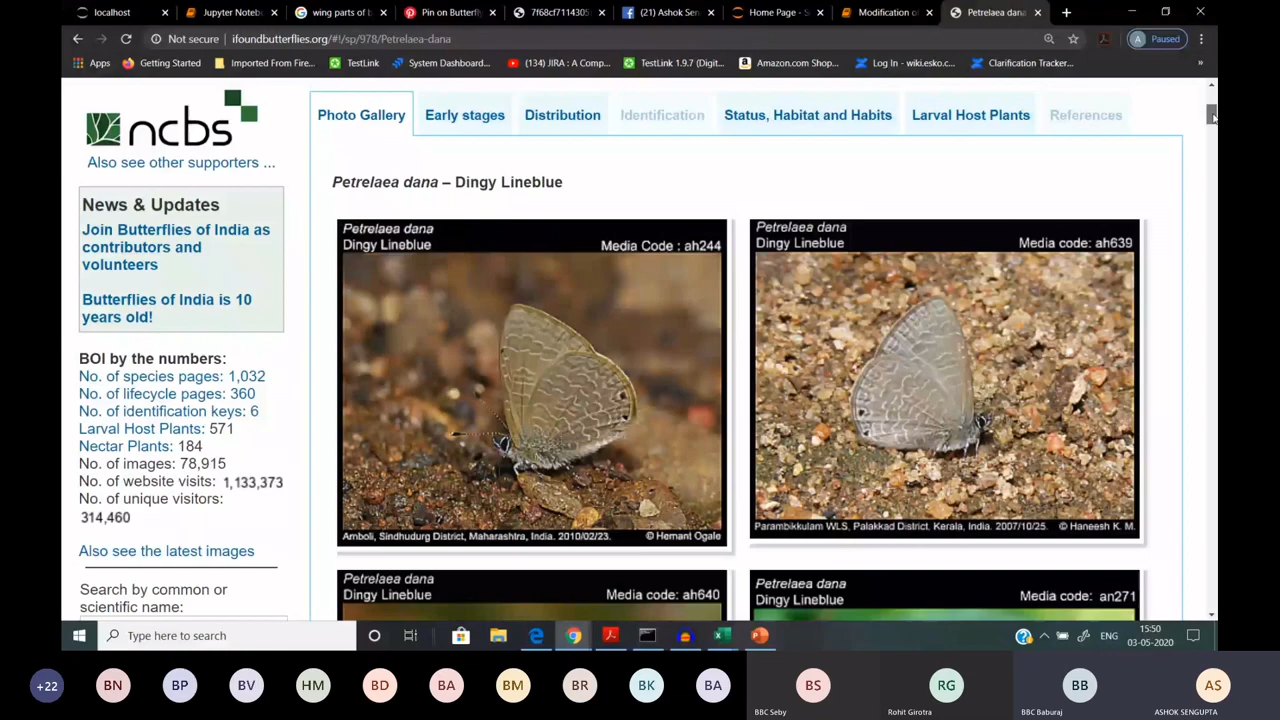 localhost
Jupyter Noteb
wing parts of b
Pin on Butterfl
7f68cf7114305
(21) Ashok Sen
Home Page - S
Modification o
Petrelaea dana
Not secure ifoundbutterflies.org/#!/sp/978/Petrelaea-dana
A Paused
Apps
Getting Started
Imported From Fire...
TestLink
System Dashboard...
(134) JIRA : A Comp...
TestLink 1.9.7 (Digit...
Amazon.com Shop...
Log In - wiki.esko.c...
Clarification Tracker...
»
ncbs
Also see other supporters ...
News & Updates
Join Butterflies of India as
contributors and
volunteers
Butterflies of India is 10
years old!
BOI by the numbers:
No. of species pages: 1,032
No. of lifecycle pages: 360
No. of identification keys: 6
Larval Host Plants: 571
Nectar Plants: 184
No. of images: 78,915
No. of website visits: 1,133,373
No. of unique visitors:
314,460
Also see the latest images
Search by common or
scientific name:
Photo Gallery
Early stages
Distribution
Identification
Status, Habitat and Habits
Larval Host Plants
References
Petrelaea dana – Dingy Lineblue
Petrelaea dana
Dingy Lineblue
Media Code : ah244
Amboli, Sindhudurg District, Maharashtra, India. 2010/02/23.
© Hemant Ogale
Petrelaea dana
Dingy Lineblue
Media code: ah639
Parambikkulam WLS, Palakkad District, Kerala, India. 2007/10/25.
© Haneesh K. M.
Petrelaea dana
Dingy Lineblue
Media code: ah640
Petrelaea dana
Dingy Lineblue
Media code: an271
Type here to search
ENG
15:50
03-05-2020
+22
BN
BP
BV
HM
BD
BA
BM
BR
BK
BA
BS
BBC Seby
RG
Rohit Girotra
BB
BBC Baburaj
AS
ASHOK SENGUPTA